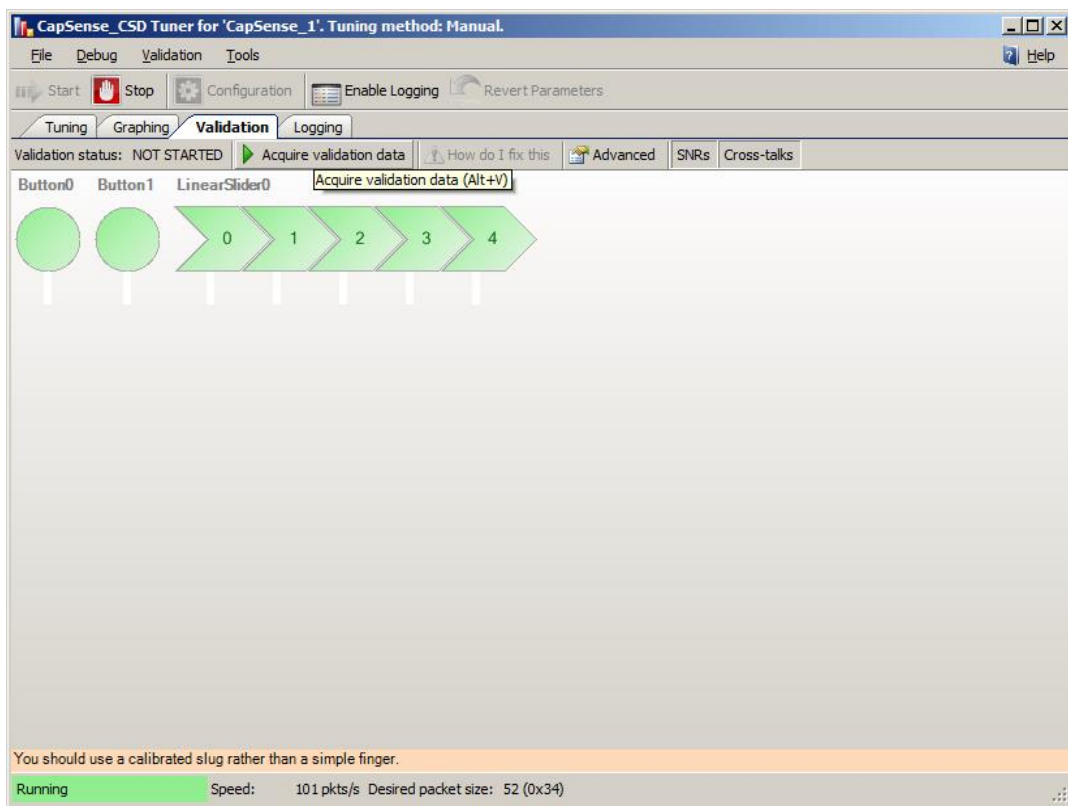 CapSense_CSD Tuner for 'CapSense_1'. Tuning method: Manual.
File Debug Validation Tools Help
Start Stop Configuration Enable Logging Revert Parameters
Tuning Graphing Validation Logging
Validation status: NOT STARTED Acquire validation data How do I fix this Advanced SNRs Cross-talks
Button0 Button1 LinearSlider0 Acquire validation data (Alt+V)
0 1 2 3 4
You should use a calibrated slug rather than a simple finger.
Running Speed: 101 pkts/s Desired packet size: 52 (0x34)